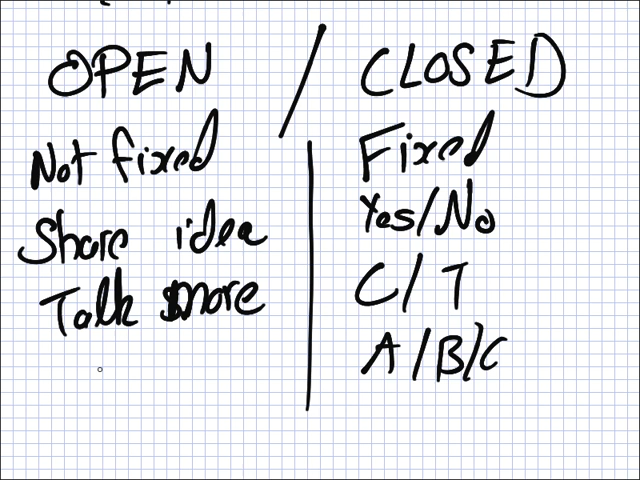 OPEN / CLOSED
Not fixed
Share idea
Talk more
Fixed
Yes/No
C/T
A/B/C